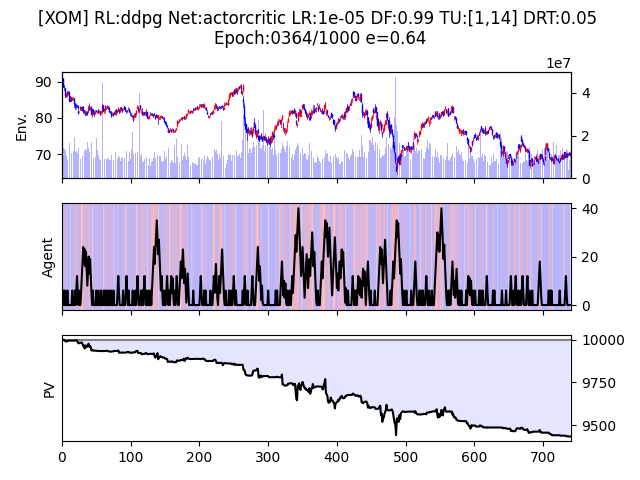 [XOM] RL:ddpg Net:actorcritic LR:1e-05 DF:0.99 TU:[1,14] DRT:0.05
Epoch:0364/1000 e=0.64
1e7
Env.
90
80
70
4
2
0
Agent
40
20
0
PV
10000
9750
9500
0 100 200 300 400 500 600 700